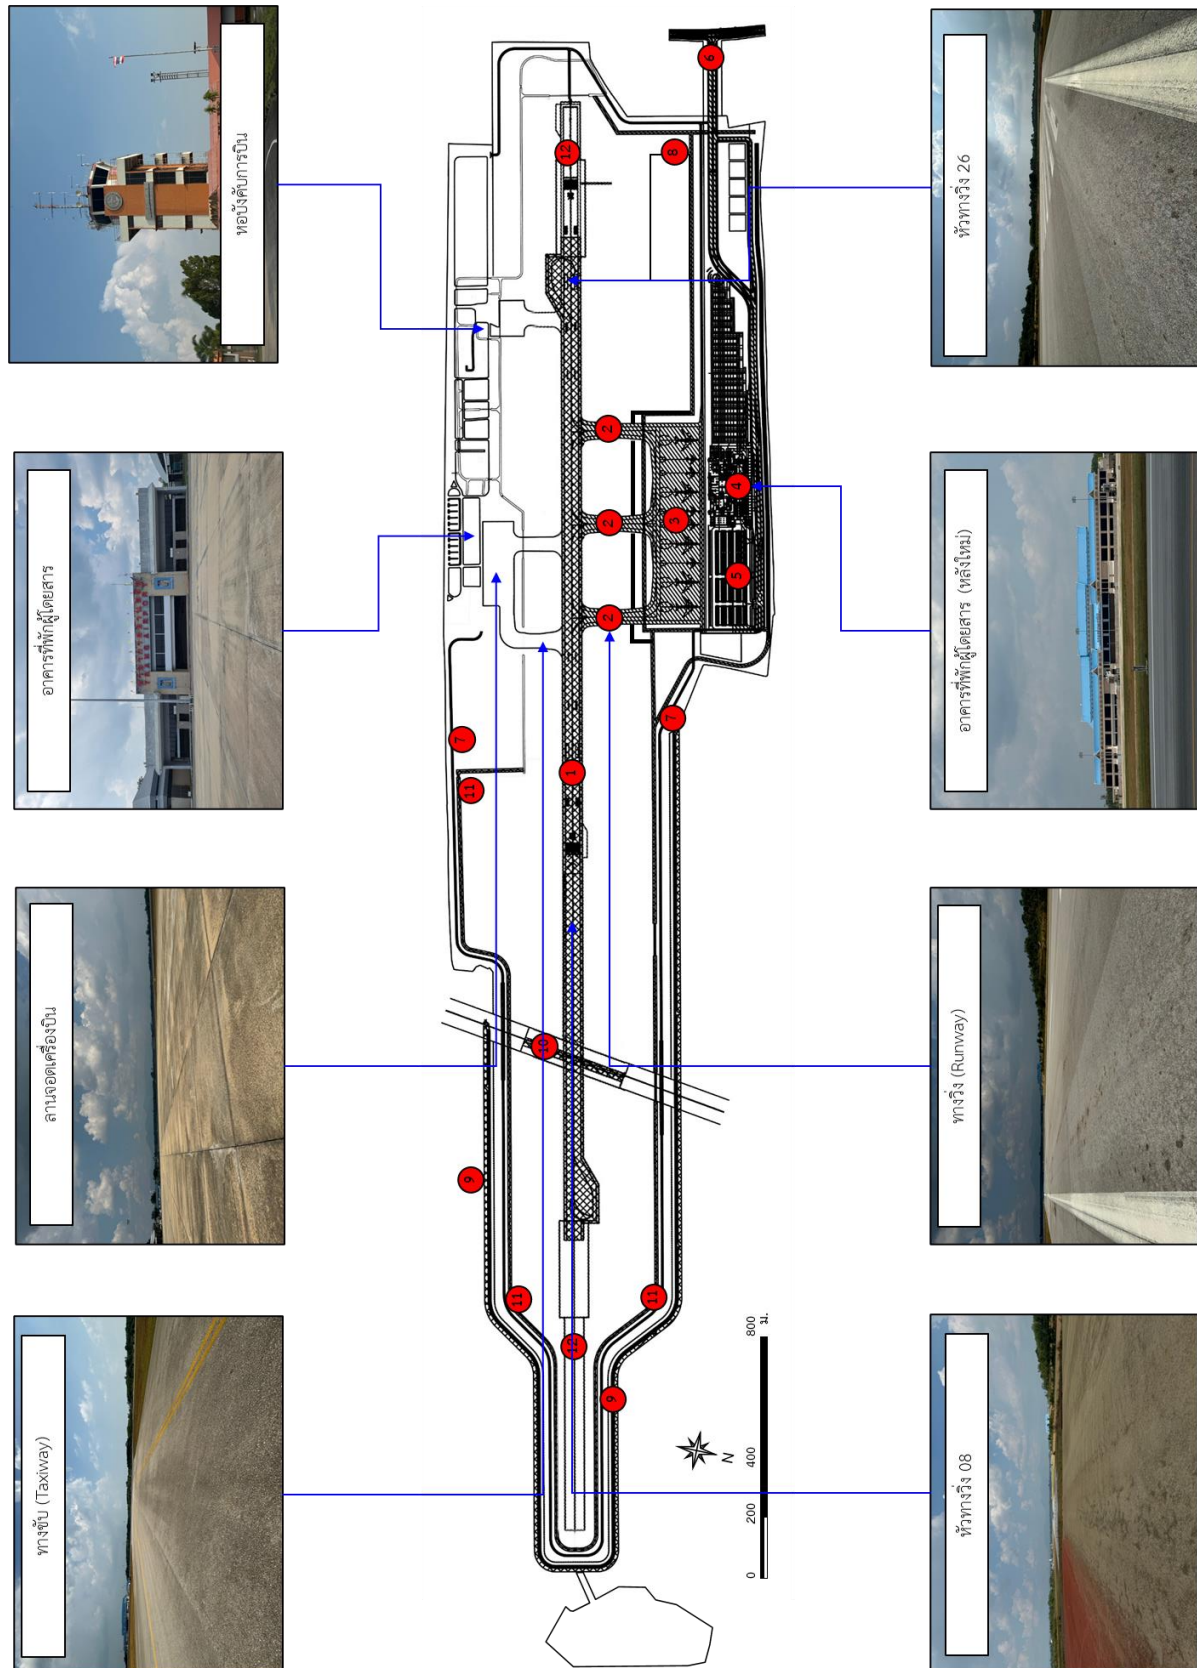 หอบังคับการบิน
อาคารที่พักผู้โดยสาร
ลานจอดเครื่องบิน
ทางขับ (Taxiway)
12
8
6
2
2
2
3
4
5
7
7
11
1
10
9
11
11
12
9
N
0
200
400
800
ม.
หัวทางวิ่ง 26
อาคารที่พักผู้โดยสาร (หลังใหม่)
ทางวิ่ง (Runway)
หัวทางวิ่ง 08